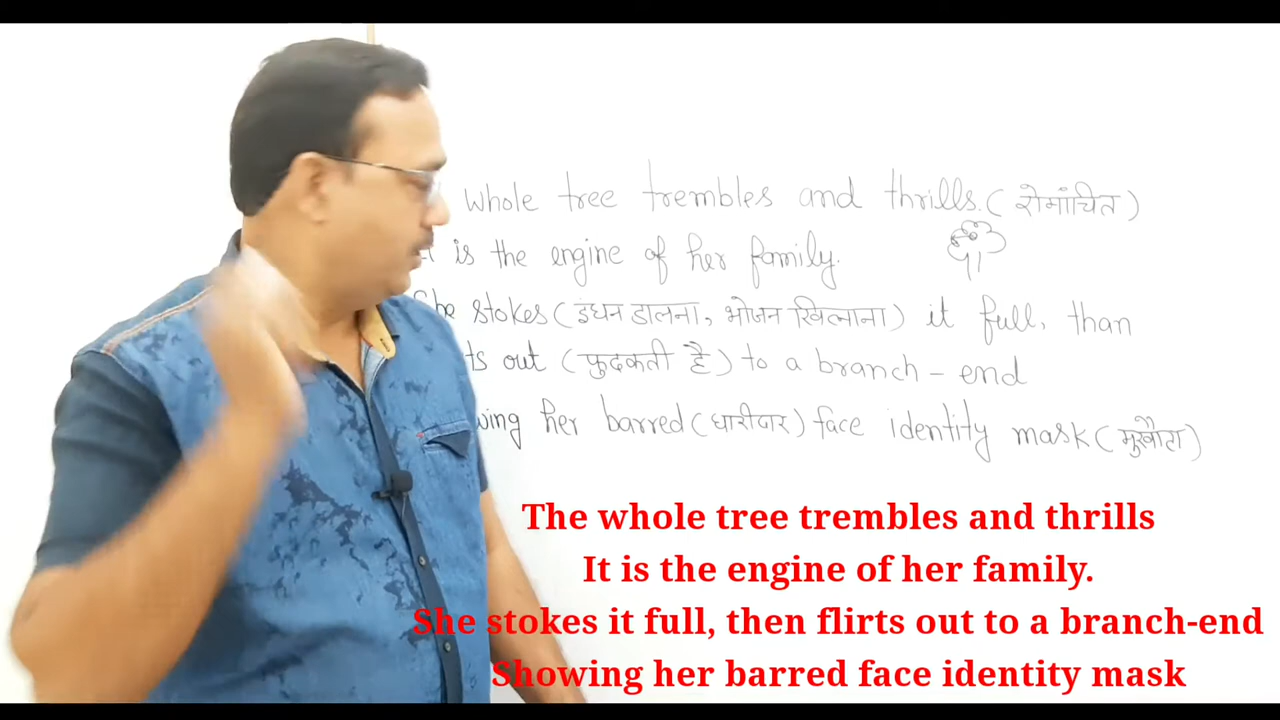 whole tree trembles and thrills. (रोमांचित)
is the engine of her family.
She stokes (इंधन डालना, भोजन खिलाना) it full, than
out (फुदकती है) to a branch - end
her barred (धारीदार) face identity mask (मुखौटा)
The whole tree trembles and thrills
It is the engine of her family.
She stokes it full, then flirts out to a branch-end
Showing her barred face identity mask